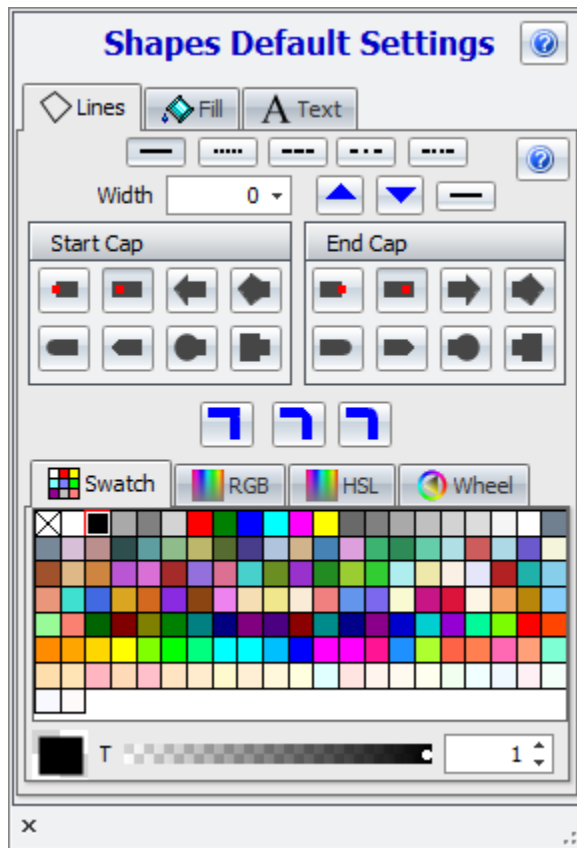 Shapes Default Settings
Lines Fill A Text
Width 0
Start Cap End Cap
Swatch RGB HSL Wheel
T 1